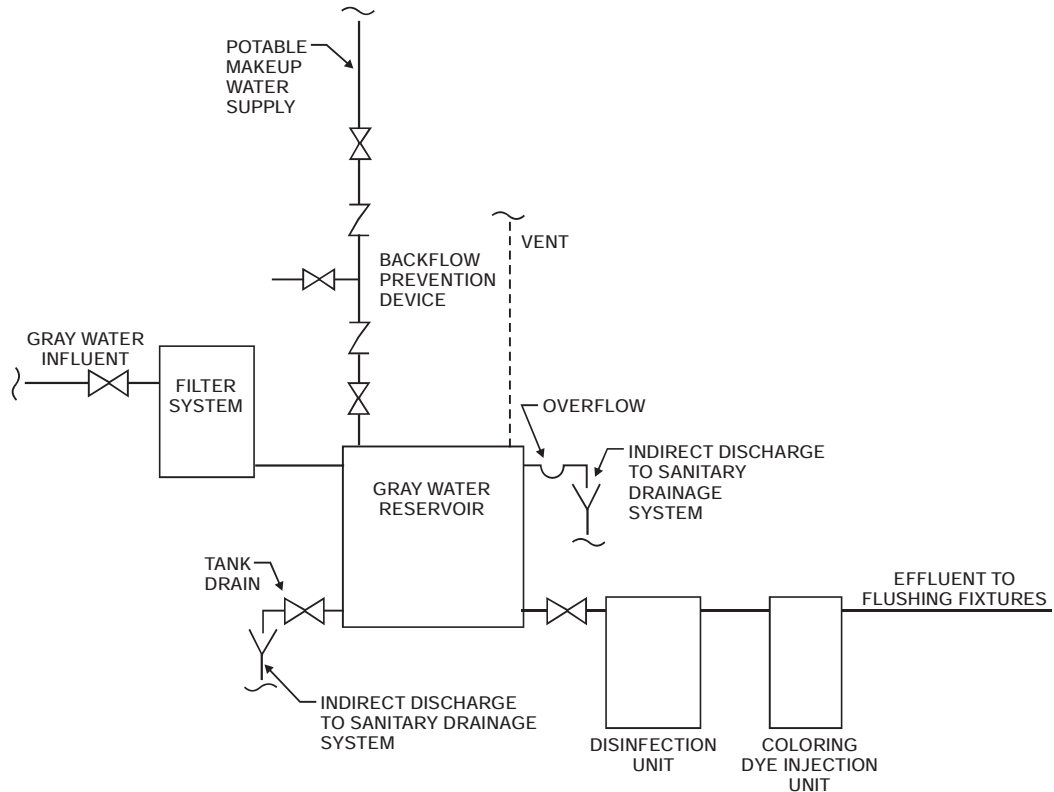 POTABLE
MAKEUP
WATER
SUPPLY
VENT
BACKFLOW
PREVENTION
DEVICE
GRAY WATER
INFLUENT
FILTER
SYSTEM
OVERFLOW
INDIRECT DISCHARGE
TO SANITARY
DRAINAGE
SYSTEM
GRAY WATER
RESERVOIR
TANK
DRAIN
EFFLUENT TO
FLUSHING FIXTURES
INDIRECT DISCHARGE
TO SANITARY DRAINAGE
SYSTEM
DISINFECTION
UNIT
COLORING
DYE INJECTION
UNIT